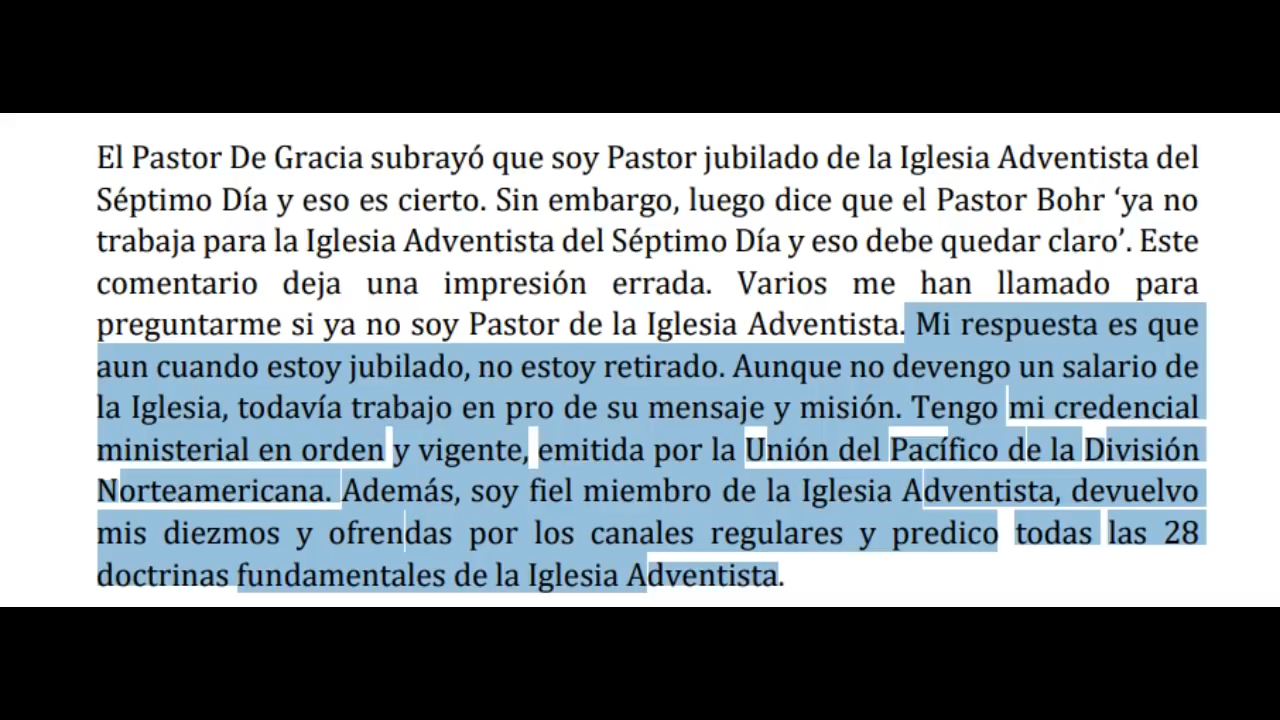 El Pastor De Gracia subrayó que soy Pastor jubilado de la Iglesia Adventista del
Séptimo Día y eso es cierto. Sin embargo, luego dice que el Pastor Bohr ‘ya no
trabaja para la Iglesia Adventista del Séptimo Día y eso debe quedar claro’. Este
comentario deja una impresión errada. Varios me han llamado para
preguntarme si ya no soy Pastor de la Iglesia Adventista. Mi respuesta es que
aun cuando estoy jubilado, no estoy retirado. Aunque no devengo un salario de
la Iglesia, todavía trabajo en pro de su mensaje y misión. Tengo mi credencial
ministerial en orden y vigente, emitida por la Unión del Pacífico de la División
Norteamericana. Además, soy fiel miembro de la Iglesia Adventista, devuelvo
mis diezmos y ofrendas por los canales regulares y predico todas las 28
doctrinas fundamentales de la Iglesia Adventista.